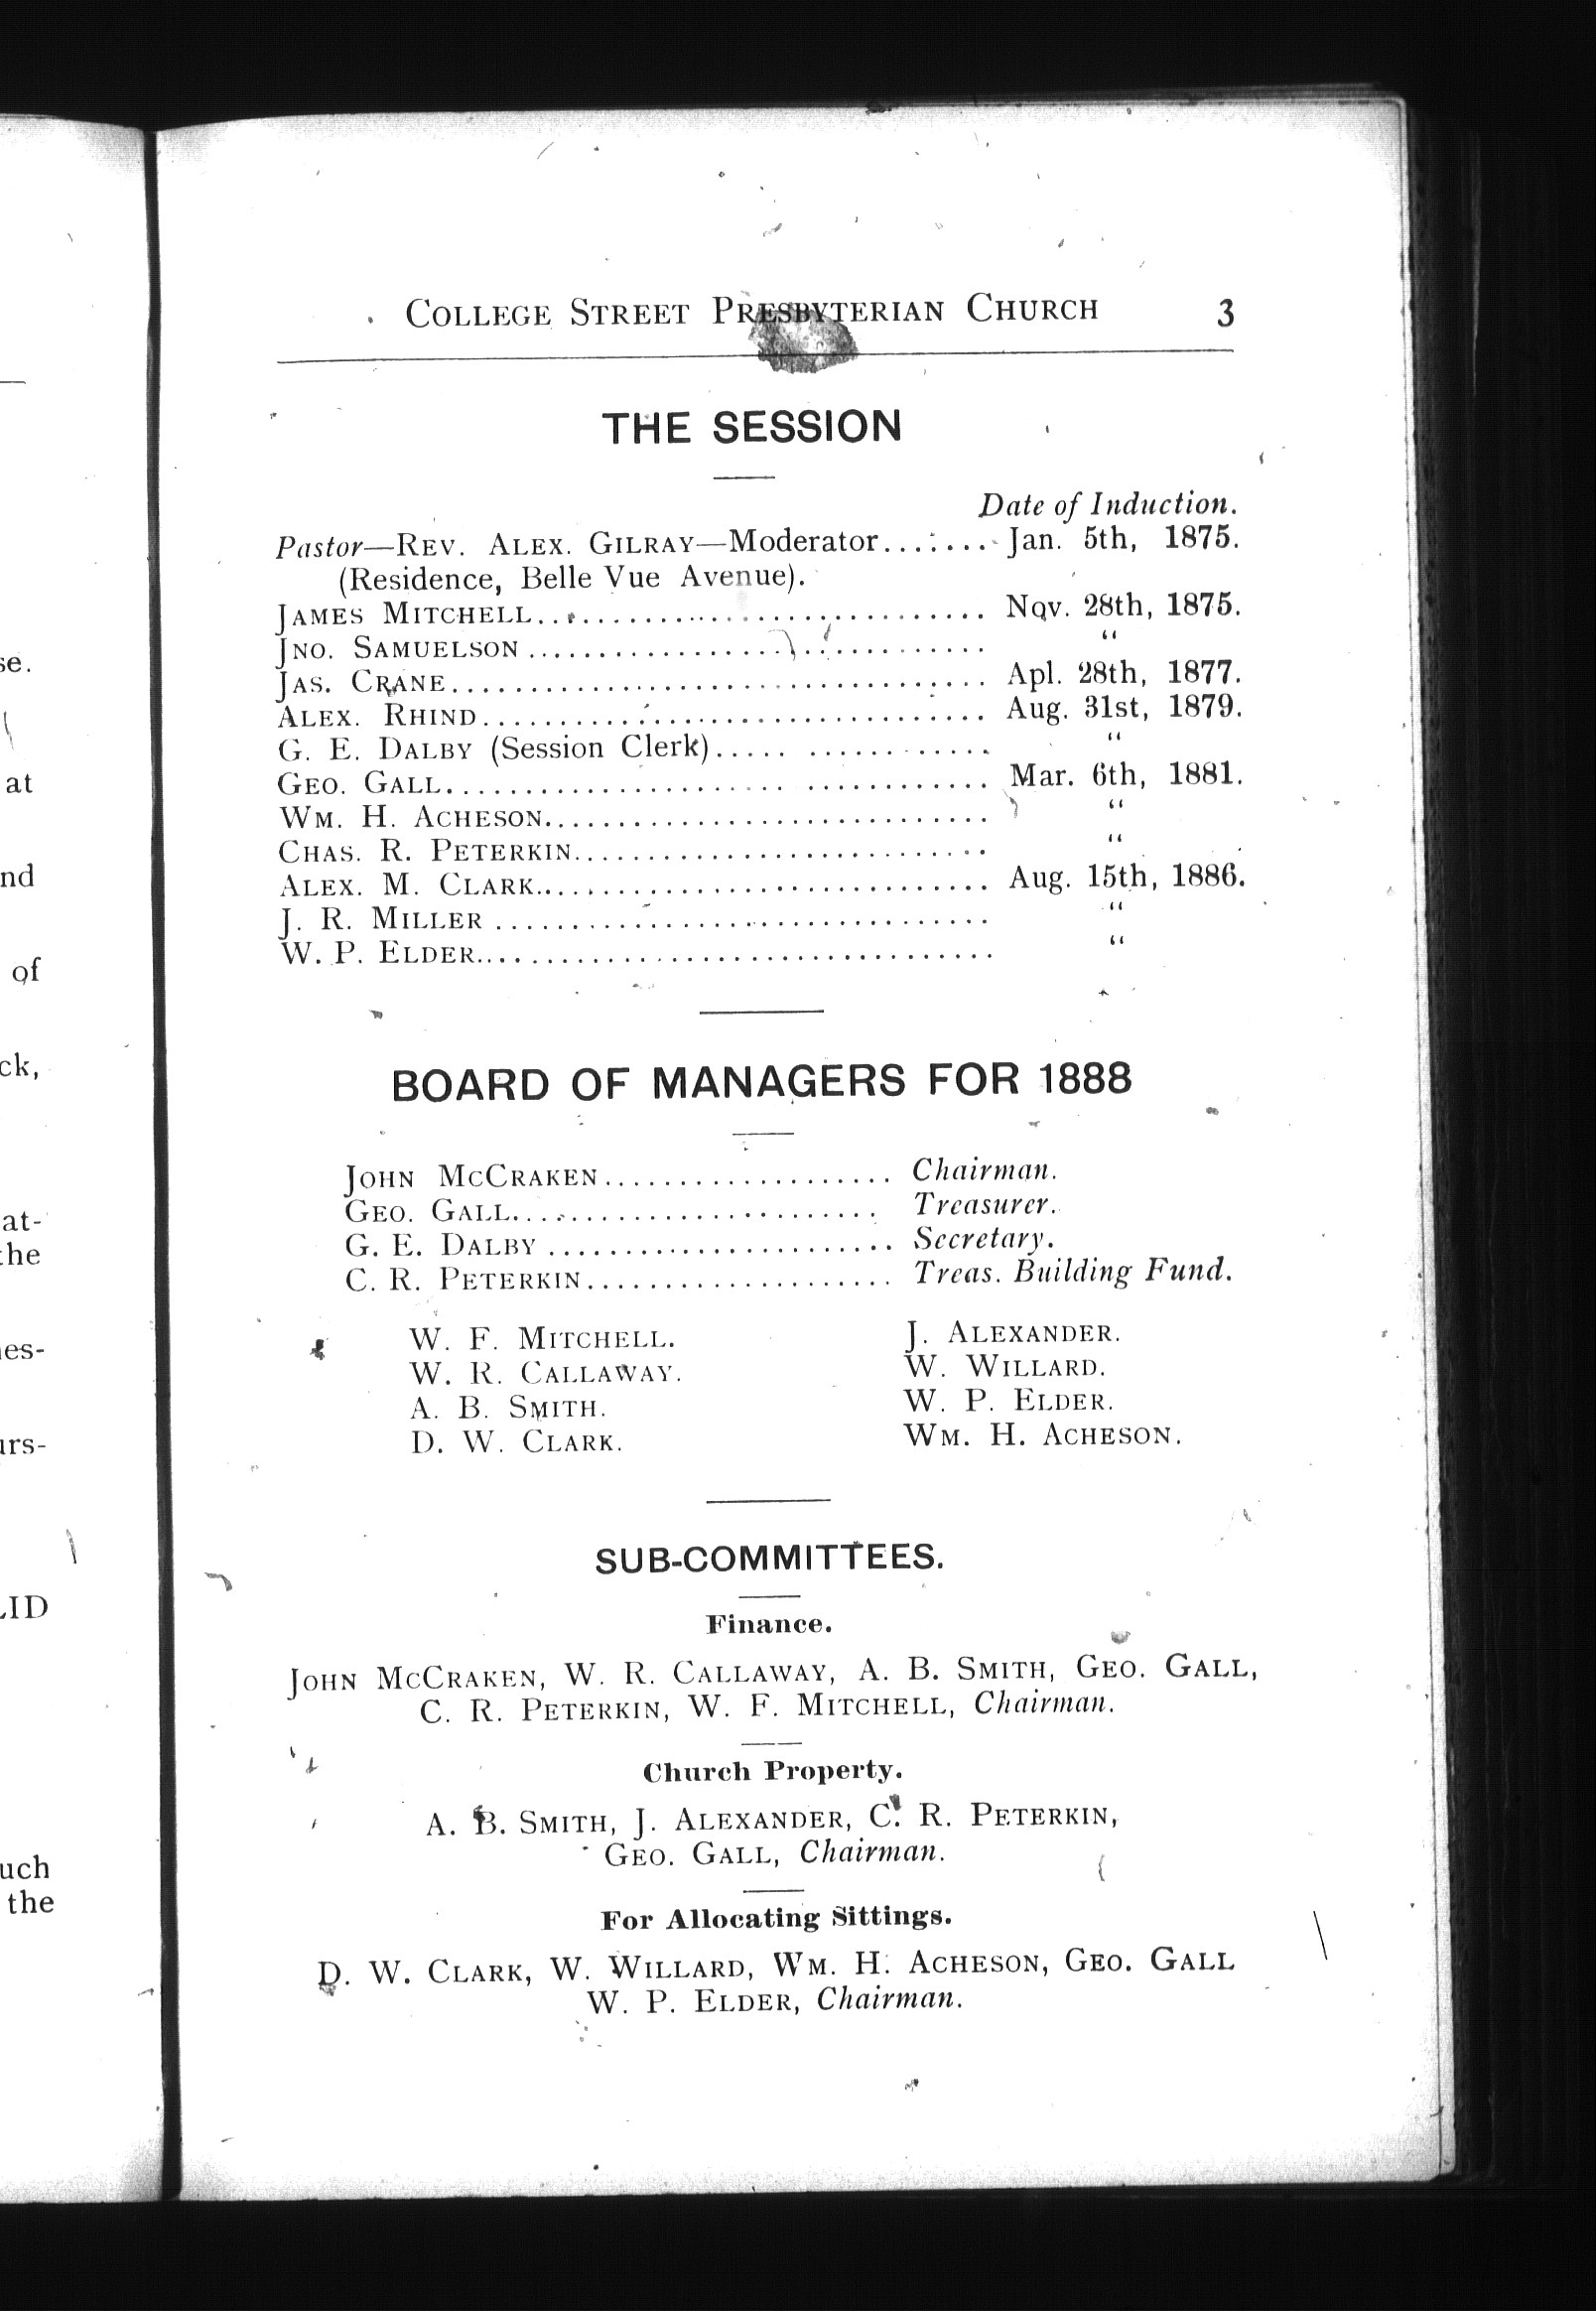 College Street Presbyterian Church 3
THE SESSION
Date of Induction.
Pastor—Rev. Alex. Gilray—Moderator....... Jan. 5th, 1875.
(Residence, Belle Vue Avenue).
James Mitchell.............................. Nov. 28th, 1875.
Jno. Samuelson .............................. “
Jas. Crane.................................. Apl. 28th, 1877.
Alex. Rhind................................. Aug. 31st, 1879.
G. E. Dalby (Session Clerk)..... ............ “
Geo. Gall................................... Mar. 6th, 1881.
Wm. H. Acheson.............................. “
Chas. R. Peterkin........................... “
Alex. M. Clark.............................. Aug. 15th, 1886.
J. R. Miller ................................ “
W. P. Elder................................. “
BOARD OF MANAGERS FOR 1888
John McCraken................... Chairman.
Geo. Gall....................... Treasurer.
G. E. Dalby ...................... Secretary.
C. R. Peterkin.................... Treas. Building Fund.
W. F. Mitchell. J. Alexander.
W. R. Callaway. W. Willard.
A. B. Smith. W. P. Elder.
D. W. Clark. Wm. H. Acheson.
SUB-COMMITTEES.
Finance.
John McCraken, W. R. Callaway, A. B. Smith, Geo. Gall,
C. R. Peterkin, W. F. Mitchell, Chairman.
Church Property.
A. B. Smith, J. Alexander, C. R. Peterkin,
Geo. Gall, Chairman.
For Allocating Sittings.
D. W. Clark, W. Willard, Wm. H. Acheson, Geo. Gall
W. P. Elder, Chairman.